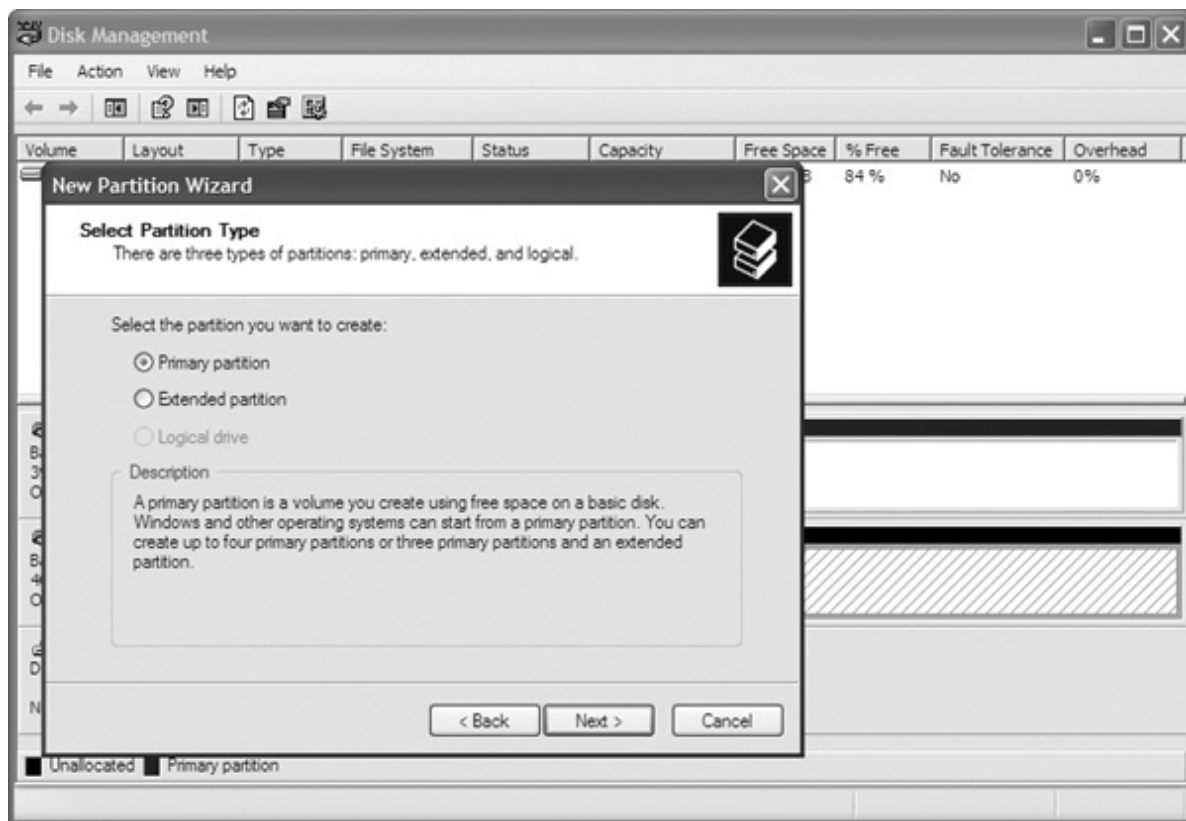 Disk Management
File Action View Help
Volume Layout Type File System Status Capacity Free Space % Free Fault Tolerance Overhead
84 % No 0%
New Partition Wizard
Select Partition Type
There are three types of partitions: primary, extended, and logical.
Select the partition you want to create:
Primary partition
Extended partition
Logical drive
Description
A primary partition is a volume you create using free space on a basic disk.
Windows and other operating systems can start from a primary partition. You can
create up to four primary partitions or three primary partitions and an extended
partition.
< Back Next > Cancel
Unallocated Primary partition